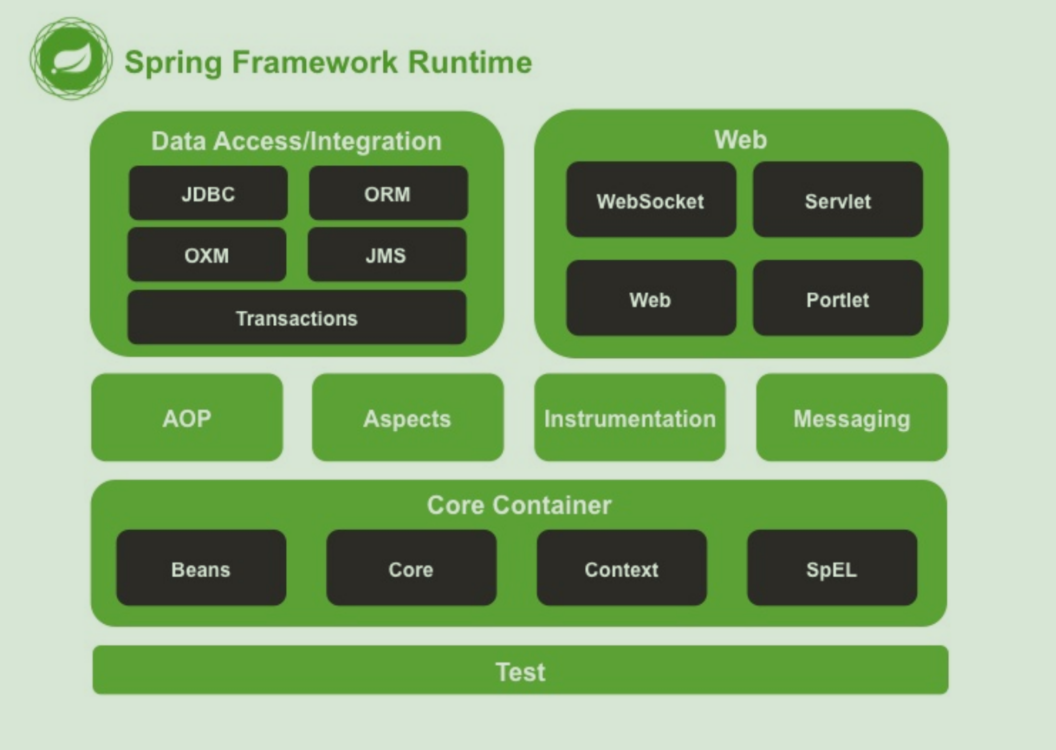 Spring Framework Runtime
Data Access/Integration
JDBC
ORM
OXM
JMS
Transactions
Web
WebSocket
Servlet
Web
Portlet
AOP
Aspects
Instrumentation
Messaging
Core Container
Beans
Core
Context
SpEL
Test